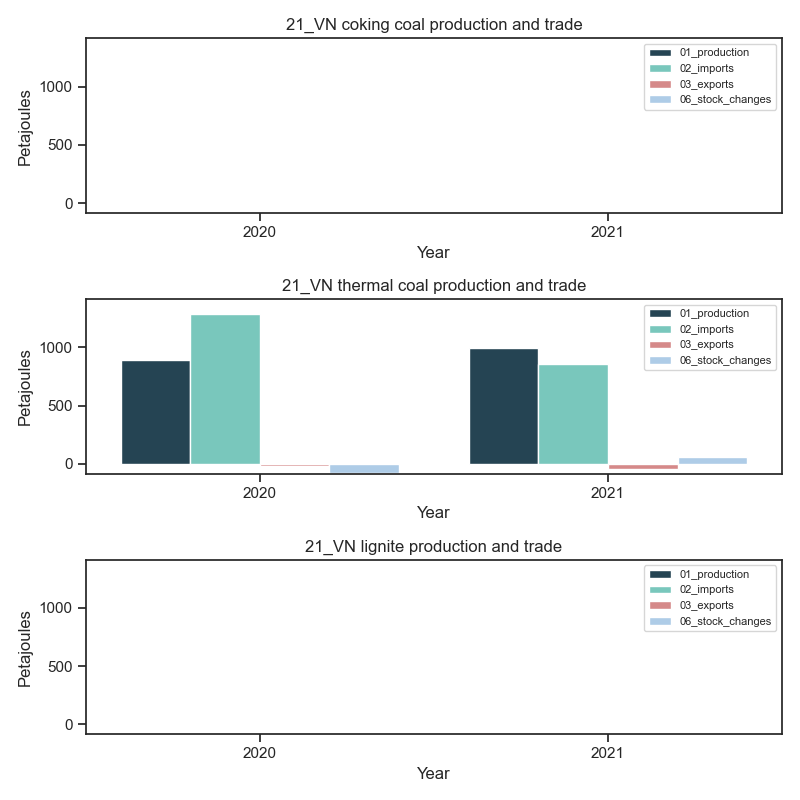 21_VN coking coal production and trade
01_production
02_imports
03_exports
06_stock_changes
Petajoules
1000
500
0
2020
2021
Year
21_VN thermal coal production and trade
01_production
02_imports
03_exports
06_stock_changes
Petajoules
1000
500
0
2020
2021
Year
21_VN lignite production and trade
01_production
02_imports
03_exports
06_stock_changes
Petajoules
1000
500
0
2020
2021
Year